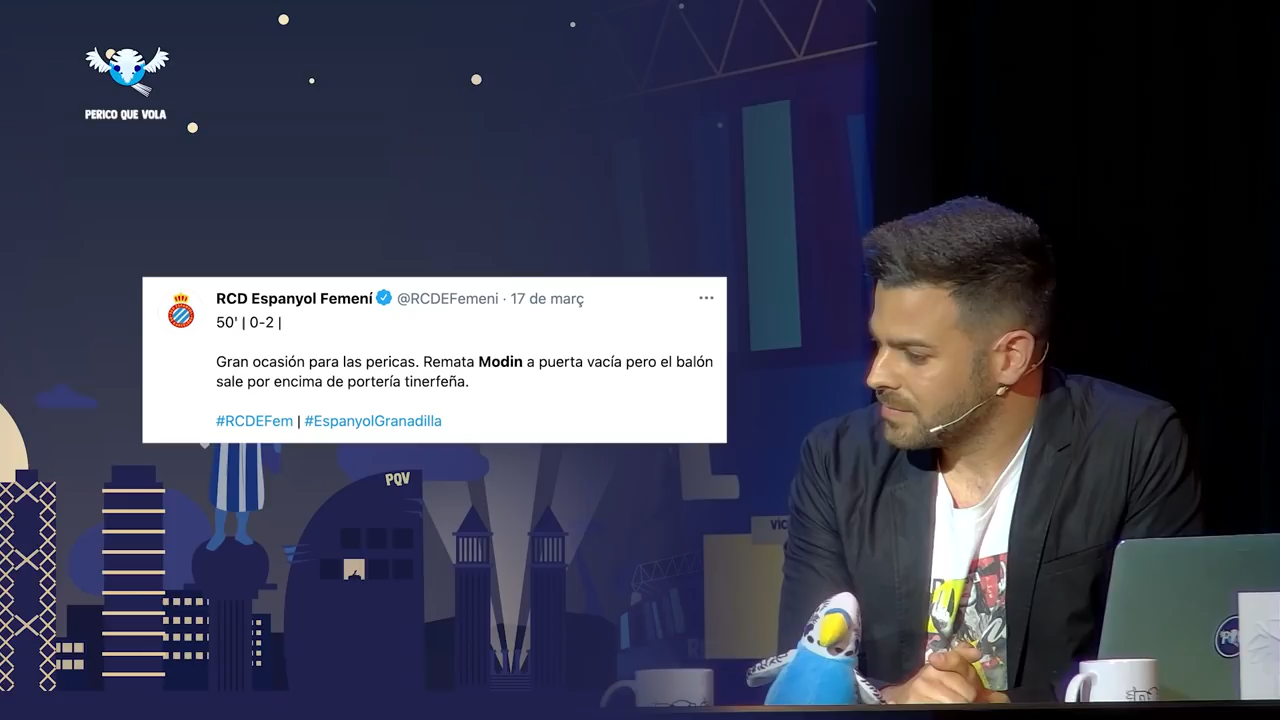 PERICO QUE VOLA
RCD Espanyol Femení @RCDEFemeni · 17 de març
50' | 0-2 |
Gran ocasión para las pericas. Remata Modin a puerta vacía pero el balón
sale por encima de portería tinerfeña.
#RCDEFem | #EspanyolGranadilla
PQV
VIC